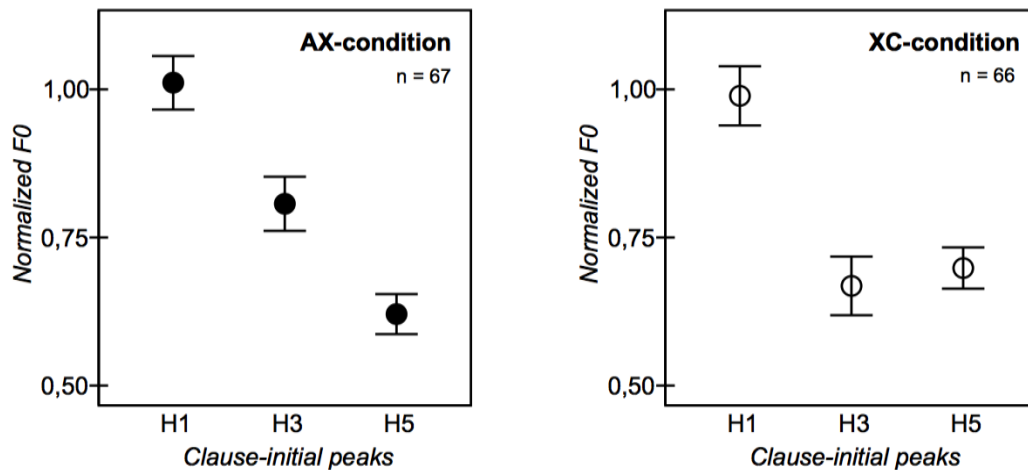 AX-condition
n = 67
1,00
0,75
0,50
Normalized F0
H1 H3 H5
Clause-initial peaks
XC-condition
n = 66
1,00
0,75
0,50
Normalized F0
H1 H3 H5
Clause-initial peaks